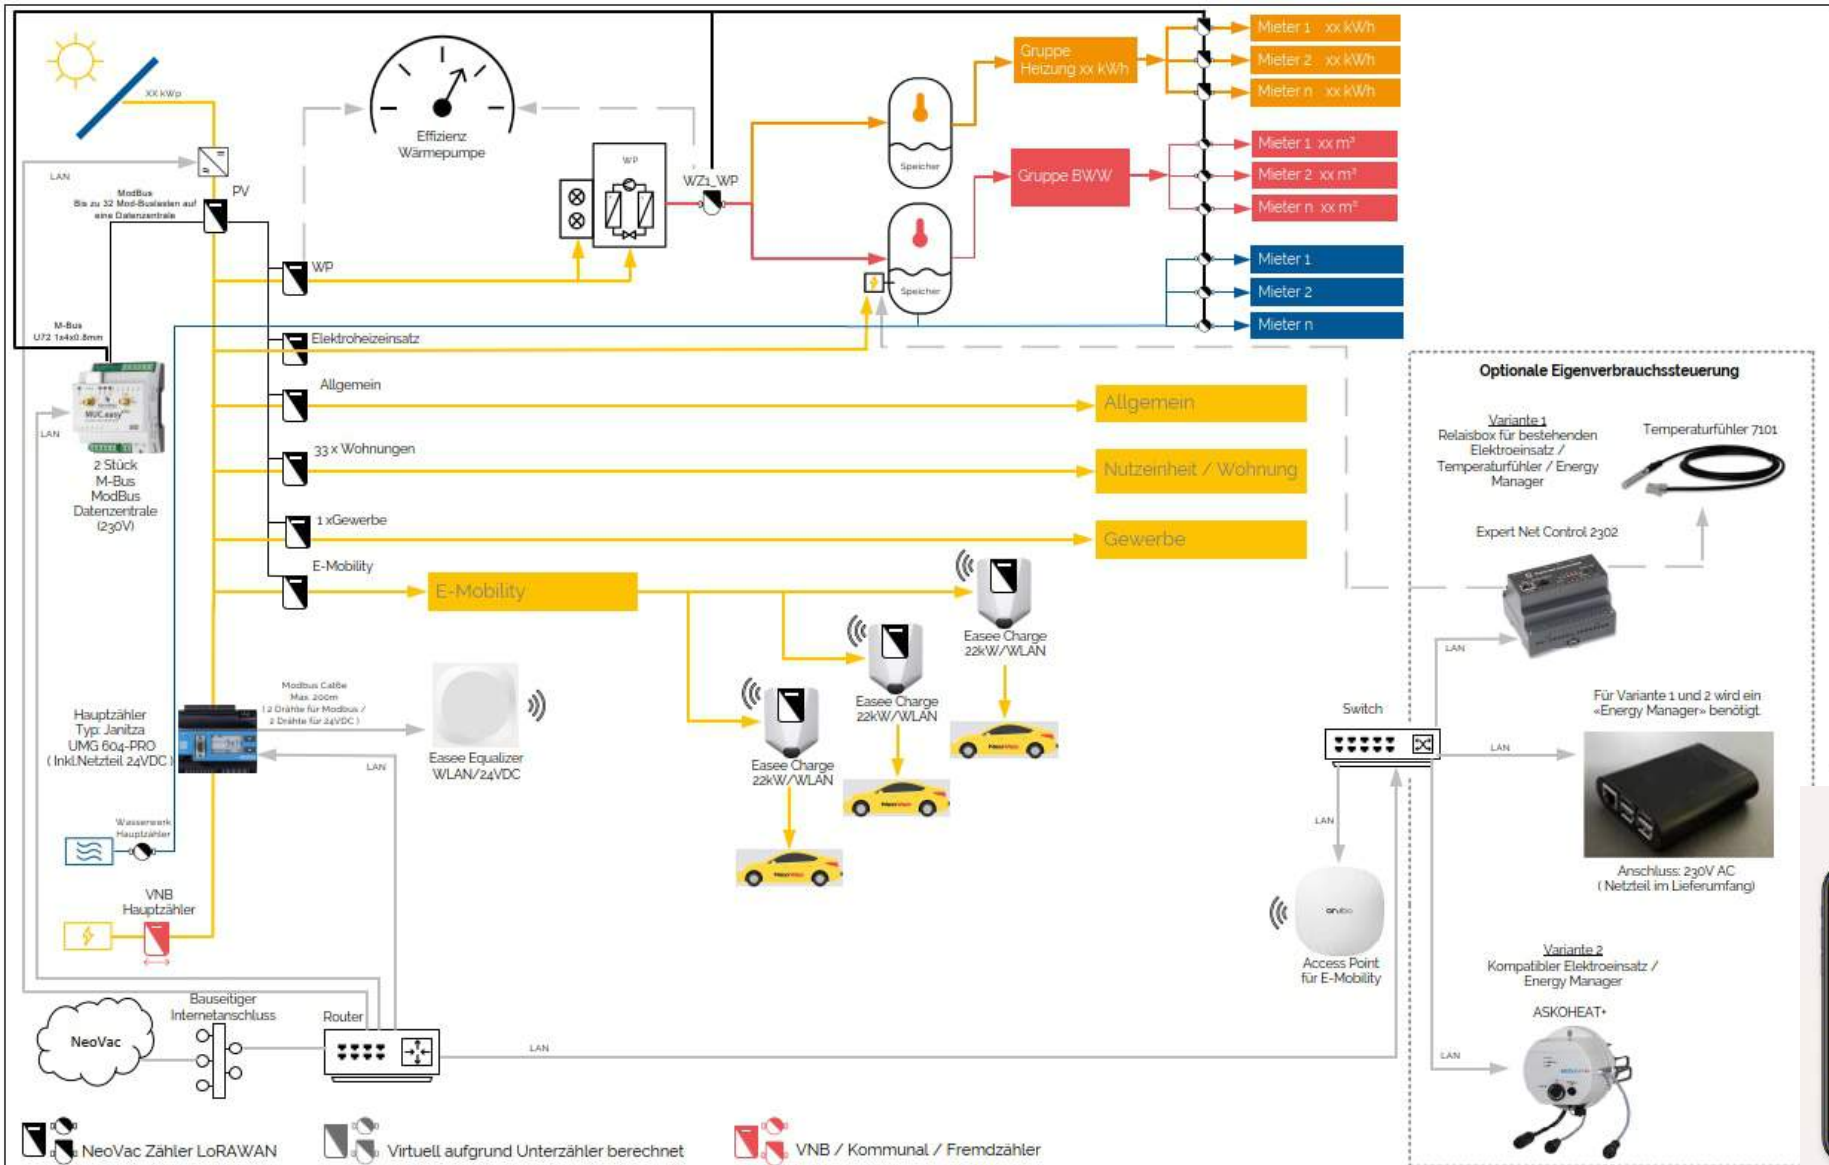 XX kWp
LAN
PV
ModBus
Bis zu 32 Mod-Buslasten auf
eine Datenzentrale
M-Bus
U72 1x4x0.8mm
MUC.easy
LAN
2 Stück
M-Bus
ModBus
Datenzentrale
(230V)
Effizienz
Wärmepumpe
WP
WP
WZ1_WP
Speicher
Speicher
Gruppe
Heizung xx kWh
Gruppe BWW
Mieter 1 xx kWh
Mieter 2 xx kWh
Mieter n xx kWh
Mieter 1 xx m³
Mieter 2 xx m³
Mieter n xx m³
Mieter 1
Mieter 2
Mieter n
Elektroheizeinsatz
Allgemein
Allgemein
33 x Wohnungen
Nutzeinheit / Wohnung
1 xGewerbe
Gewerbe
E-Mobility
E-Mobility
Easee Charge
22kW/WLAN
Easee Charge
22kW/WLAN
Easee Charge
22kW/WLAN
Hauptzähler
Typ: Janitza
UMG 604-PRO
( Inkl.Netzteil 24VDC )
Modbus Cat6e
Max. 200m
( 2 Drähte für Modbus /
2 Drähte für 24VDC )
LAN
Easee Equalizer
WLAN/24VDC
Wasserwerk
Hauptzähler
VNB
Hauptzähler
NeoVac
Bauseitiger
Internetanschluss
Router
LAN
Switch
LAN
aruba
Access Point
für E-Mobility
Optionale Eigenverbrauchssteuerung
Variante 1
Relaisbox für bestehenden
Elektroeinsatz /
Temperaturfühler / Energy
Manager
Temperaturfühler 7101
Expert Net Control 2302
LAN
Für Variante 1 und 2 wird ein
«Energy Manager» benötigt.
LAN
Anschluss: 230V AC
( Netzteil im Lieferumfang)
Variante 2
Kompatibler Elektroeinsatz /
Energy Manager
ASKOHEAT+
LAN
NeoVac Zähler LoRAWAN
Virtuell aufgrund Unterzähler berechnet
VNB / Kommunal / Fremdzähler